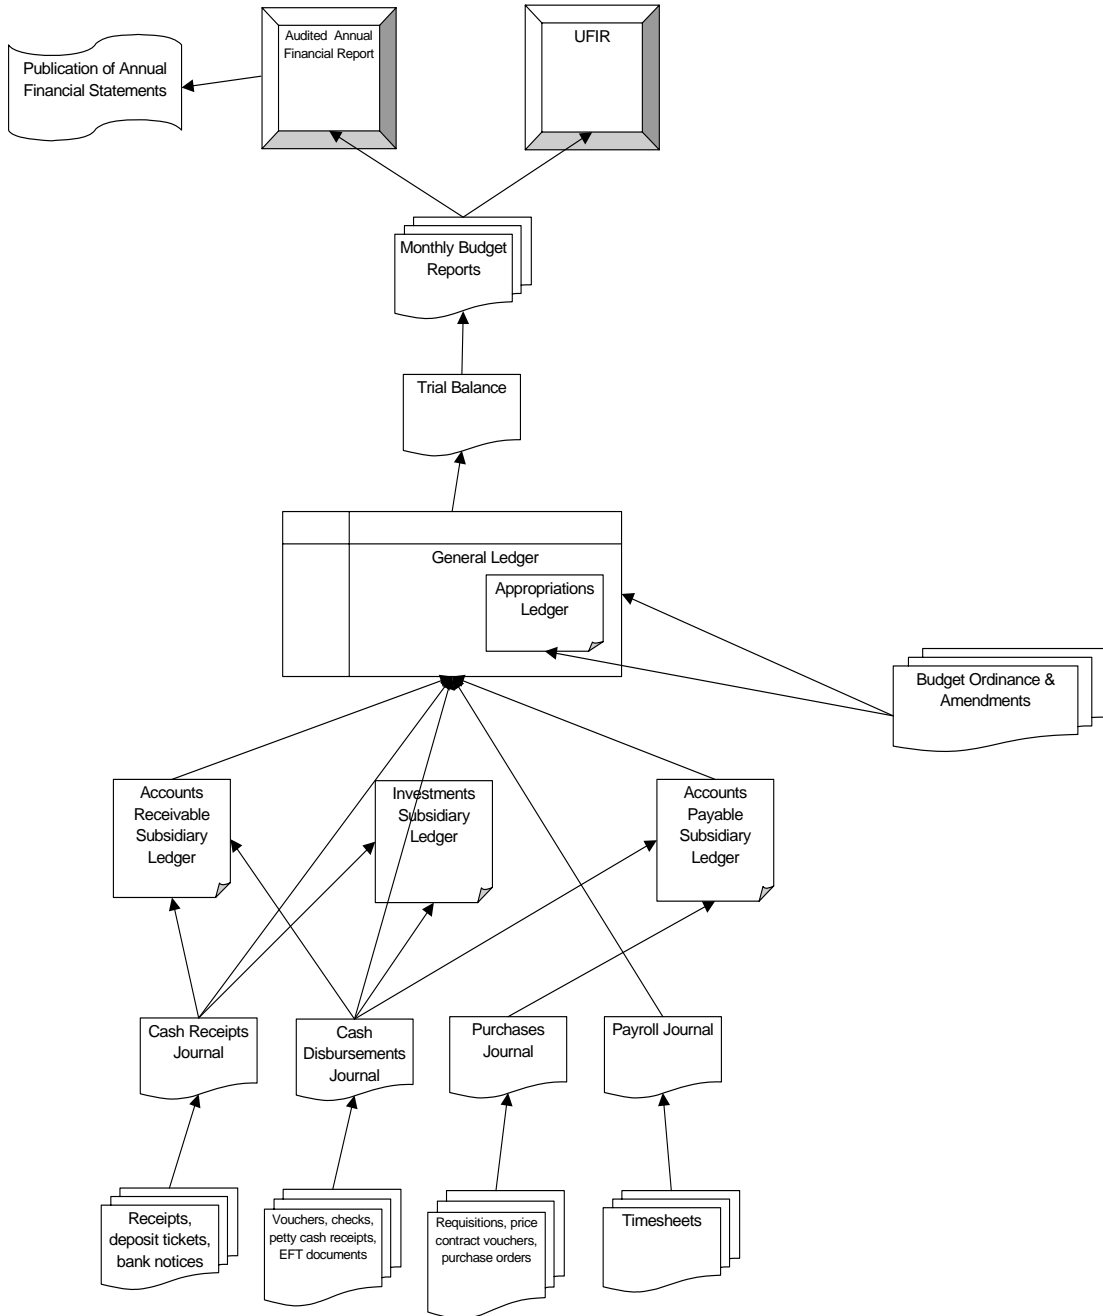 Audited Annual
Financial Report
UFIR
Publication of Annual
Financial Statements
Monthly Budget
Reports
Trial Balance
General Ledger
Appropriations
Ledger
Budget Ordinance &
Amendments
Accounts
Receivable
Subsidiary
Ledger
Investments
Subsidiary
Ledger
Accounts
Payable
Subsidiary
Ledger
Cash Receipts
Journal
Cash
Disbursements
Journal
Purchases
Journal
Payroll Journal
Receipts,
deposit tickets,
bank notices
Vouchers, checks,
petty cash receipts,
EFT documents
Requisitions, price
contract vouchers,
purchase orders
Timesheets